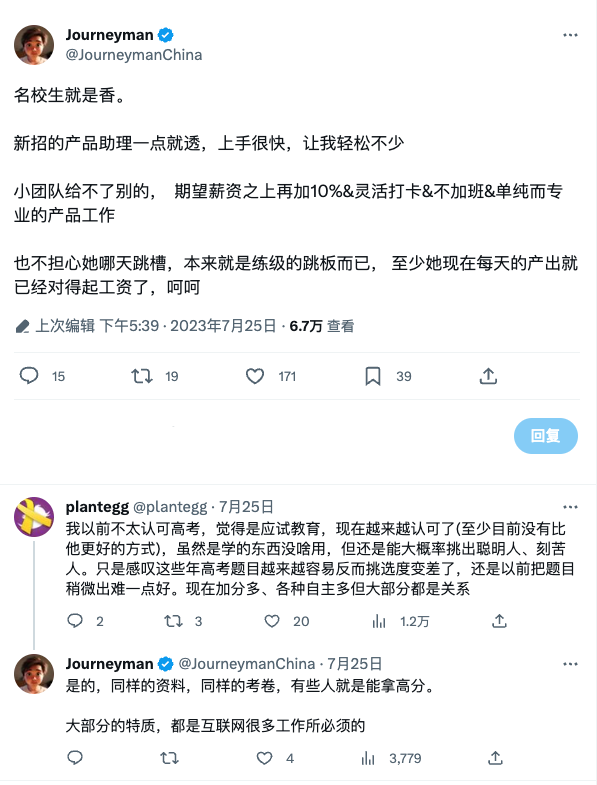 Journeyman
@JourneymanChina
名校生就是香。
新招的产品助理一点就透，上手很快，让我轻松不少
小团队给不了别的， 期望薪资之上再加10%&灵活打卡&不加班&单纯而专
业的产品工作
也不担心她哪天跳槽，本来就是练级的跳板而已， 至少她现在每天的产出就
已经对得起工资了，呵呵
上次编辑 下午5:39 · 2023年7月25日 · 6.7万 查看
15 19 171 39
回复
plantegg @plantegg · 7月25日
我以前不太认可高考，觉得是应试教育，现在越来越认可了(至少目前没有比
他更好的方式)，虽然是学的东西没啥用，但还是能大概率挑出聪明人、刻苦
人。只是感叹这些年高考题目越来越容易反而挑选度变差了，还是以前把题目
稍微出难一点好。现在加分多、各种自主多但大部分都是关系
2 3 20 1.2万
Journeyman @JourneymanChina · 7月25日
是的，同样的资料，同样的考卷，有些人就是能拿高分。
大部分的特质，都是互联网很多工作所必须的
4 3,779